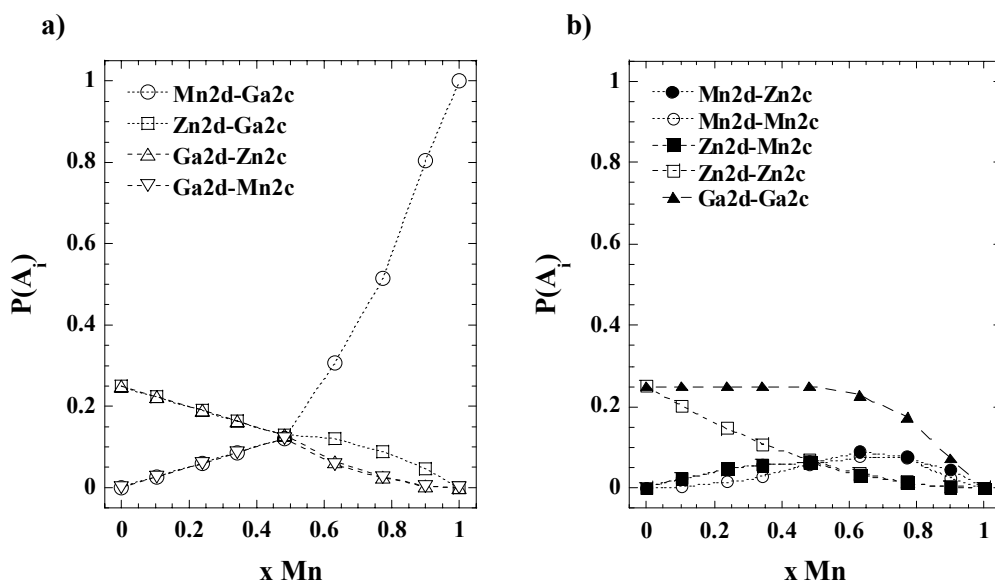 a)
P(A_i)
1
0.8
0.6
0.4
0.2
0
Mn2d-Ga2c
Zn2d-Ga2c
Ga2d-Zn2c
Ga2d-Mn2c
0 0.2 0.4 0.6 0.8 1
x Mn
b)
P(A_i)
1
0.8
0.6
0.4
0.2
0
Mn2d-Zn2c
Mn2d-Mn2c
Zn2d-Mn2c
Zn2d-Zn2c
Ga2d-Ga2c
0 0.2 0.4 0.6 0.8 1
x Mn